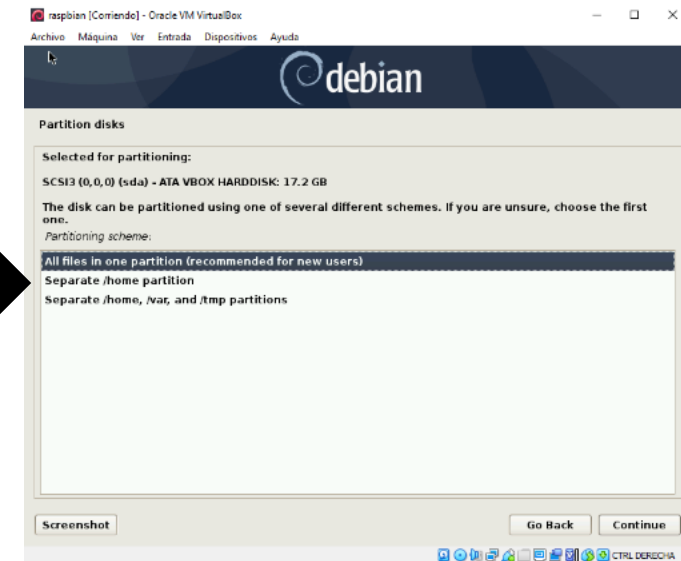 raspbian [Corriendo] - Oracle VM VirtualBox
Archivo Máquina Ver Entrada Dispositivos Ayuda
debian
Partition disks
Selected for partitioning:
SCSI3 (0,0,0) (sda) - ATA VBOX HARDDISK: 17.2 GB
The disk can be partitioned using one of several different schemes. If you are unsure, choose the first
one.
Partitioning scheme:
All files in one partition (recommended for new users)
Separate /home partition
Separate /home, /var, and /tmp partitions
Screenshot
Go Back
Continue
CTRL DERECHA